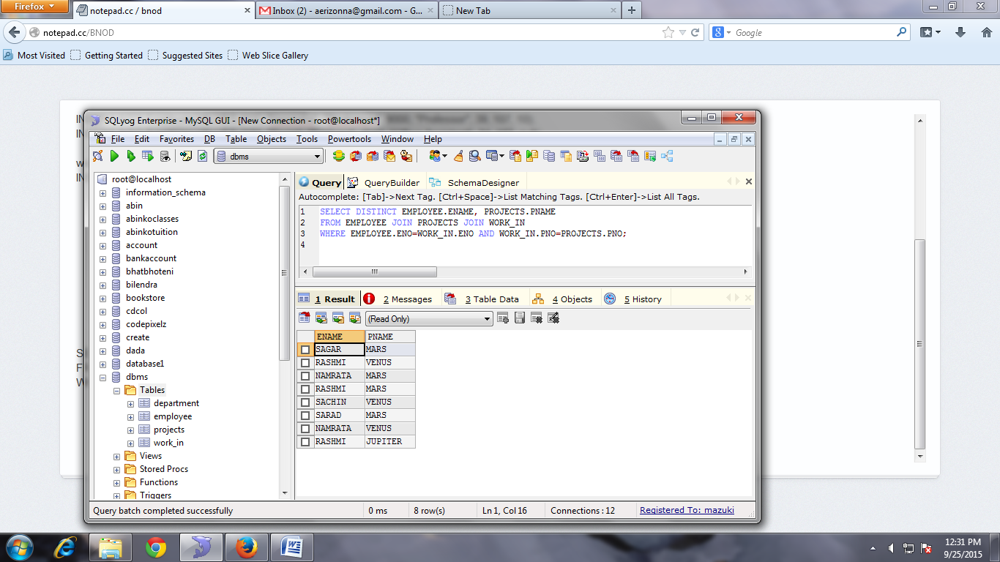 Firefox
notepad.cc / bnod
Inbox (2) - aerizonna@gmail.com - G...
New Tab
notepad.cc/BNOD
Google
Most Visited
Getting Started
Suggested Sites
Web Slice Gallery
SQLyog Enterprise - MySQL GUI - [New Connection - root@localhost*]
File Edit Favorites DB Table Objects Tools Powertools Window Help
dbms
root@localhost
information_schema
abin
abinkoclasses
abinkotuition
account
bankaccount
bhatbhoteni
bilendra
bookstore
cdcol
codepixelz
create
dada
database1
dbms
Tables
department
employee
projects
work_in
Views
Stored Procs
Functions
Triggers
Query QueryBuilder SchemaDesigner
Autocomplete: [Tab]->Next Tag. [Ctrl+Space]->List Matching Tags. [Ctrl+Enter]->List All Tags.
1 SELECT DISTINCT EMPLOYEE.ENAME, PROJECTS.PNAME
2 FROM EMPLOYEE JOIN PROJECTS JOIN WORK_IN
3 WHERE EMPLOYEE.ENO=WORK_IN.ENO AND WORK_IN.PNO=PROJECTS.PNO;
4
1 Result 2 Messages 3 Table Data 4 Objects 5 History
(Read Only)
ENAME PNAME
SAGAR MARS
RASHMI VENUS
NAMRATA MARS
RASHMI MARS
SACHIN VENUS
SARAD MARS
NAMRATA VENUS
RASHMI JUPITER
Query batch completed successfully
0 ms
8 row(s)
Ln 1, Col 16
Connections : 12
Registered To: mazuki
12:31 PM
9/25/2015